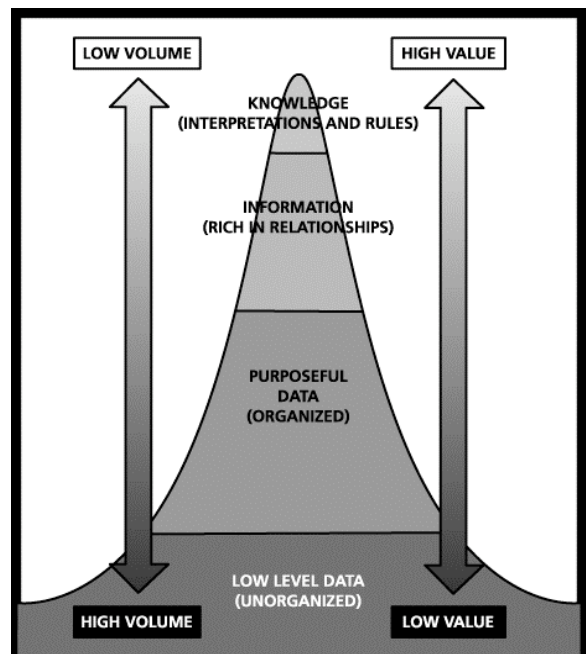 LOW VOLUME
HIGH VALUE
KNOWLEDGE
(INTERPRETATIONS AND RULES)
INFORMATION
(RICH IN RELATIONSHIPS)
PURPOSEFUL
DATA
(ORGANIZED)
LOW LEVEL DATA
(UNORGANIZED)
HIGH VOLUME
LOW VALUE